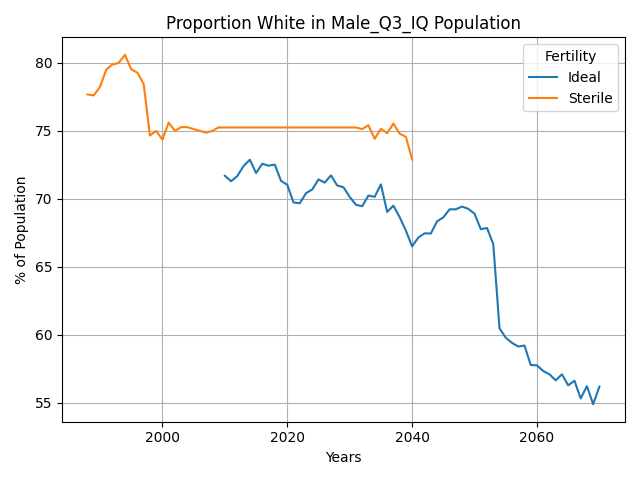 Proportion White in Male_Q3_IQ Population
Fertility
Ideal
Sterile
% of Population
80
75
70
65
60
55
2000
2020
2040
2060
Years